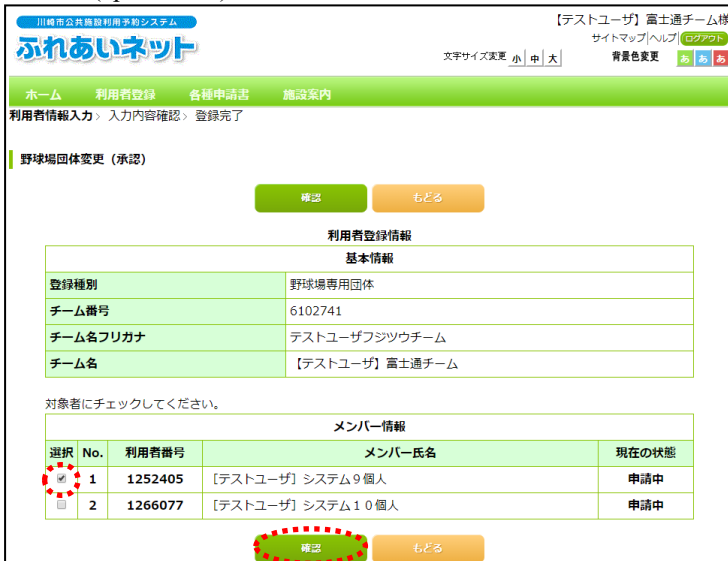 川崎市公共施設利用予約システム
ふれあいネット
【テストユーザ】富士通チーム様
サイトマップ|ヘルプ ログアウト
文字サイズ変更 小 中 大 背景色変更 あ あ あ
ホーム 利用者登録 各種申請書 施設案内
利用者情報入力> 入力内容確認> 登録完了
野球場団体変更（承認）
確認 もどる
利用者登録情報
基本情報
登録種別 野球場専用団体
チーム番号 6102741
チーム名フリガナ テストユーザフジツウチーム
チーム名 【テストユーザ】富士通チーム
対象者にチェックしてください。
メンバー情報
選択 No. 利用者番号 メンバー氏名 現在の状態
1 1252405 ［テストユーザ］システム９個人 申請中
2 1266077 ［テストユーザ］システム１０個人 申請中
確認 もどる